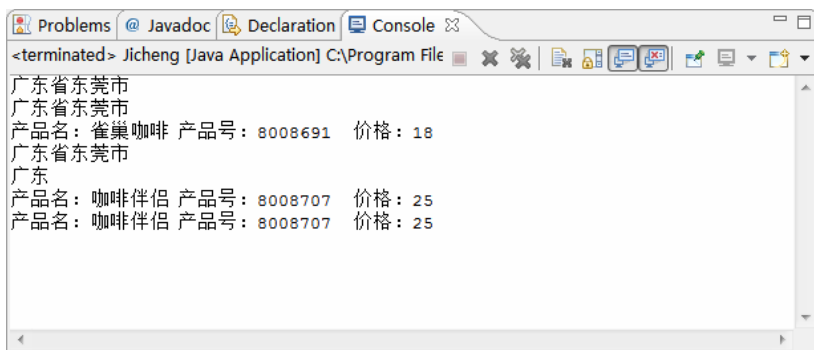 Problems @ Javadoc Declaration Console
<terminated> Jicheng [Java Application] C:\Program File
广东省东莞市
广东省东莞市
产品名：雀巢咖啡 产品号：8008691 价格：18
广东省东莞市
广东
产品名：咖啡伴侣 产品号：8008707 价格：25
产品名：咖啡伴侣 产品号：8008707 价格：25